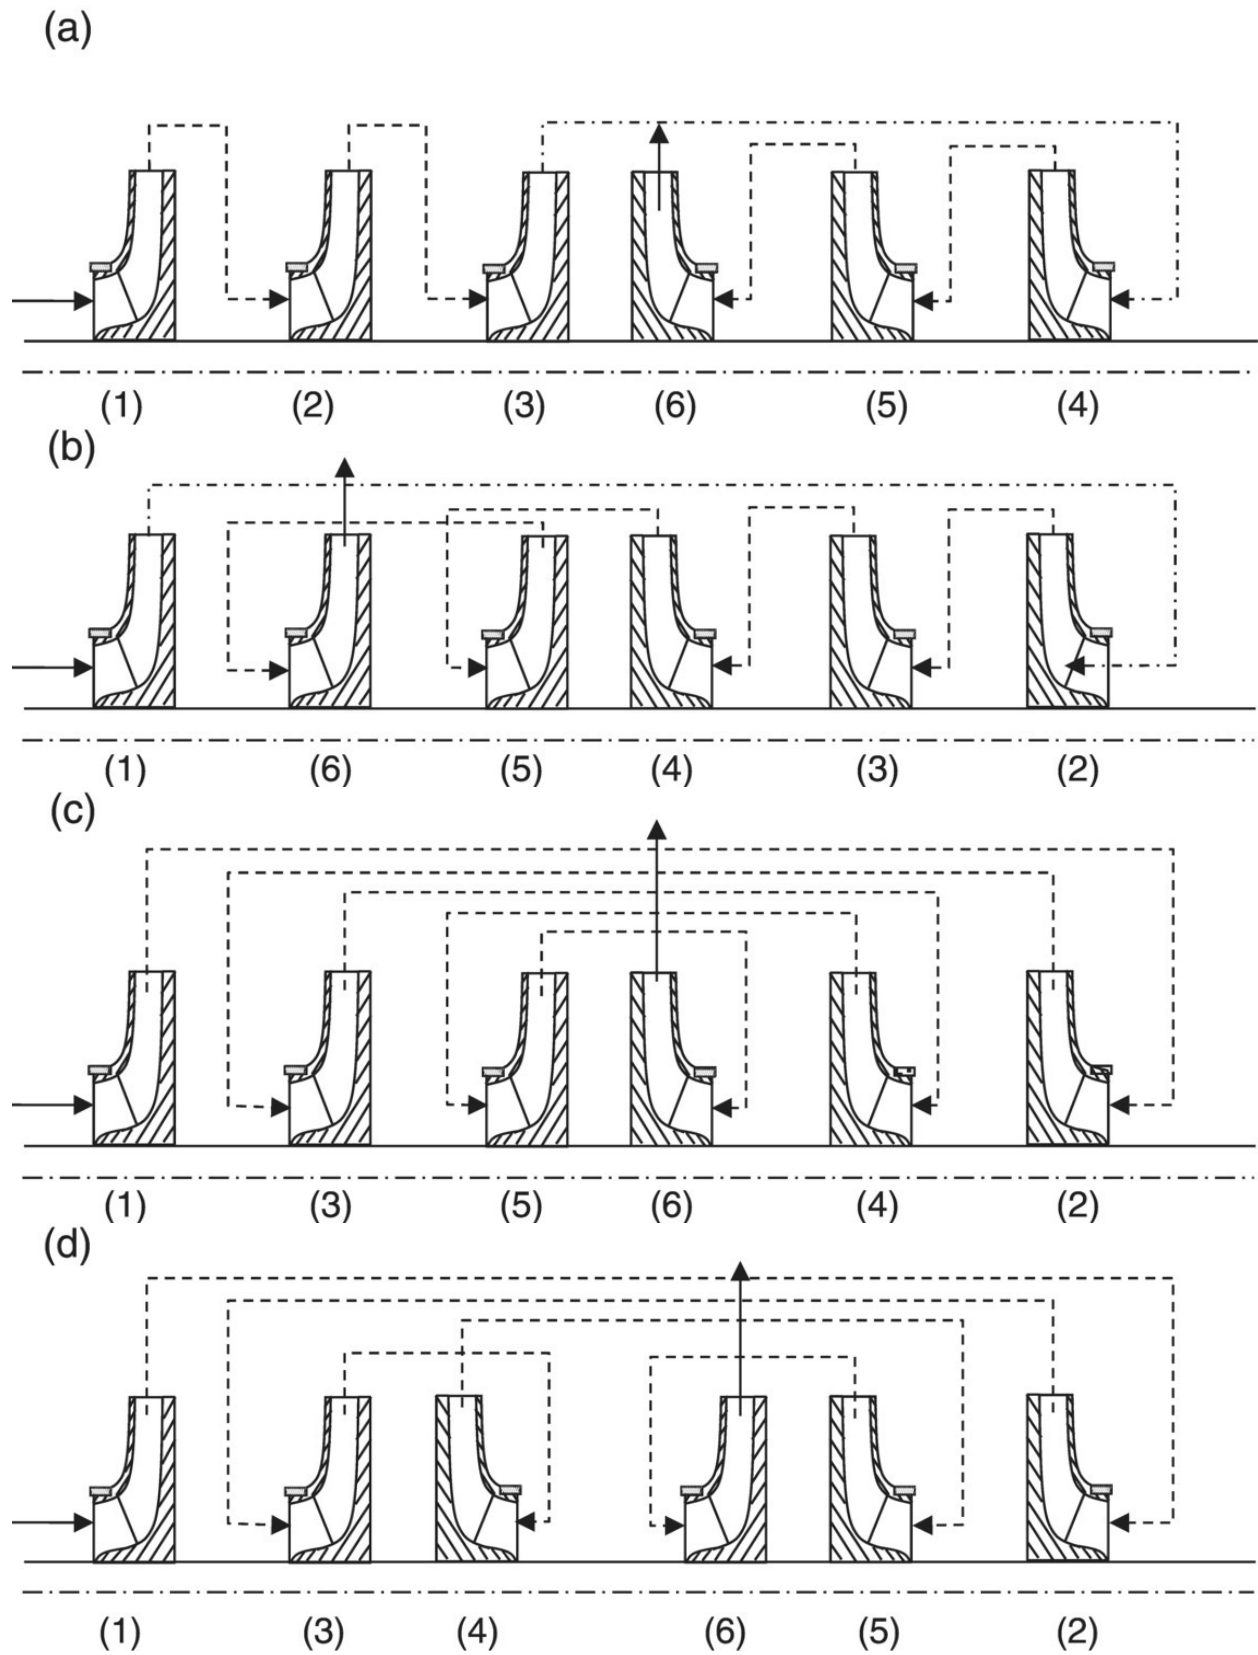 (a)
(1) (2) (3) (6) (5) (4)
(b)
(1) (6) (5) (4) (3) (2)
(c)
(1) (3) (5) (6) (4) (2)
(d)
(1) (3) (4) (6) (5) (2)